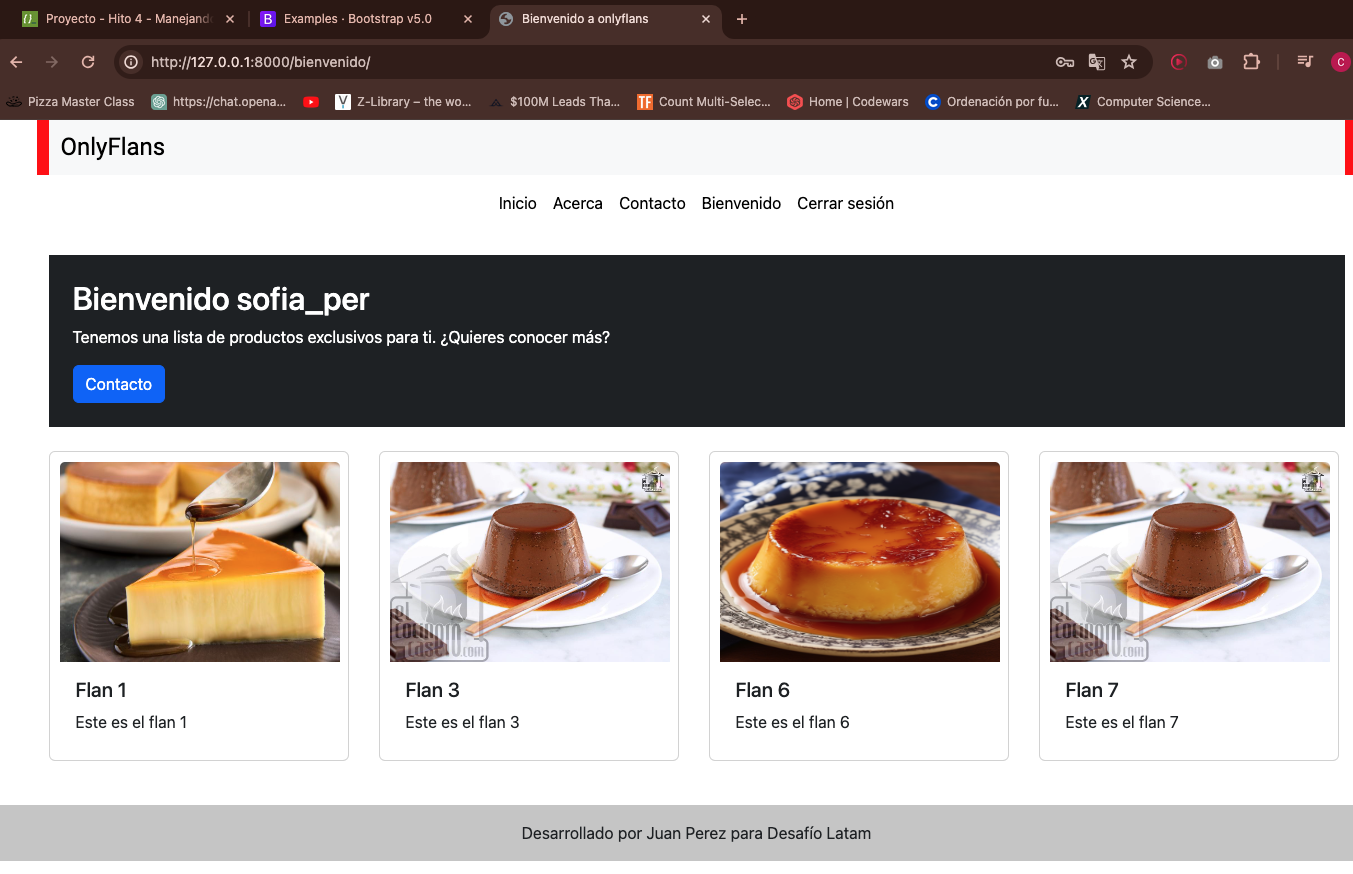 Proyecto - Hito 4 - Manejand
Examples · Bootstrap v5.0
Bienvenido a onlyflans
http://127.0.0.1:8000/bienvenido/
C
Pizza Master Class
https://chat.opena...
Z-Library – the wo...
$100M Leads Tha...
TF
Count Multi-Selec...
Home | Codewars
Ordenación por fu...
Computer Science...
OnlyFlans
Inicio Acerca Contacto Bienvenido Cerrar sesión
Bienvenido sofia_per
Tenemos una lista de productos exclusivos para ti. ¿Quieres conocer más?
Contacto
Flan 1
Este es el flan 1
Flan 3
Este es el flan 3
Flan 6
Este es el flan 6
Flan 7
Este es el flan 7
Desarrollado por Juan Perez para Desafío Latam